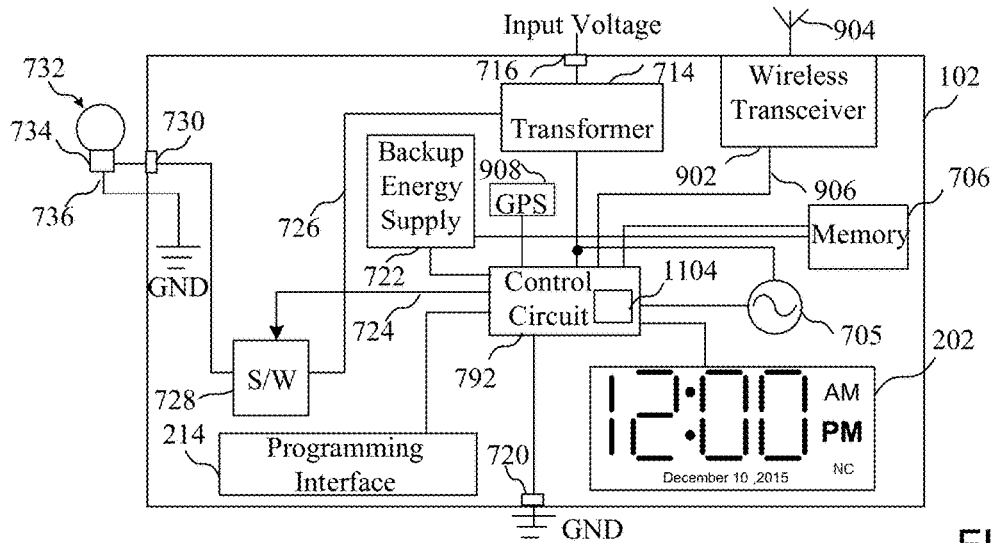 Input Voltage
904
732
716
714
Wireless
Transceiver
102
734
730
Transformer
Backup
Energy
Supply
908
GPS
902
906
706
736
726
Memory
722
GND
Control
Circuit
1104
724
705
202
S/W
792
728
12:00
AM
PM
NC
December 10 ,2015
214
Programming
Interface
720
GND